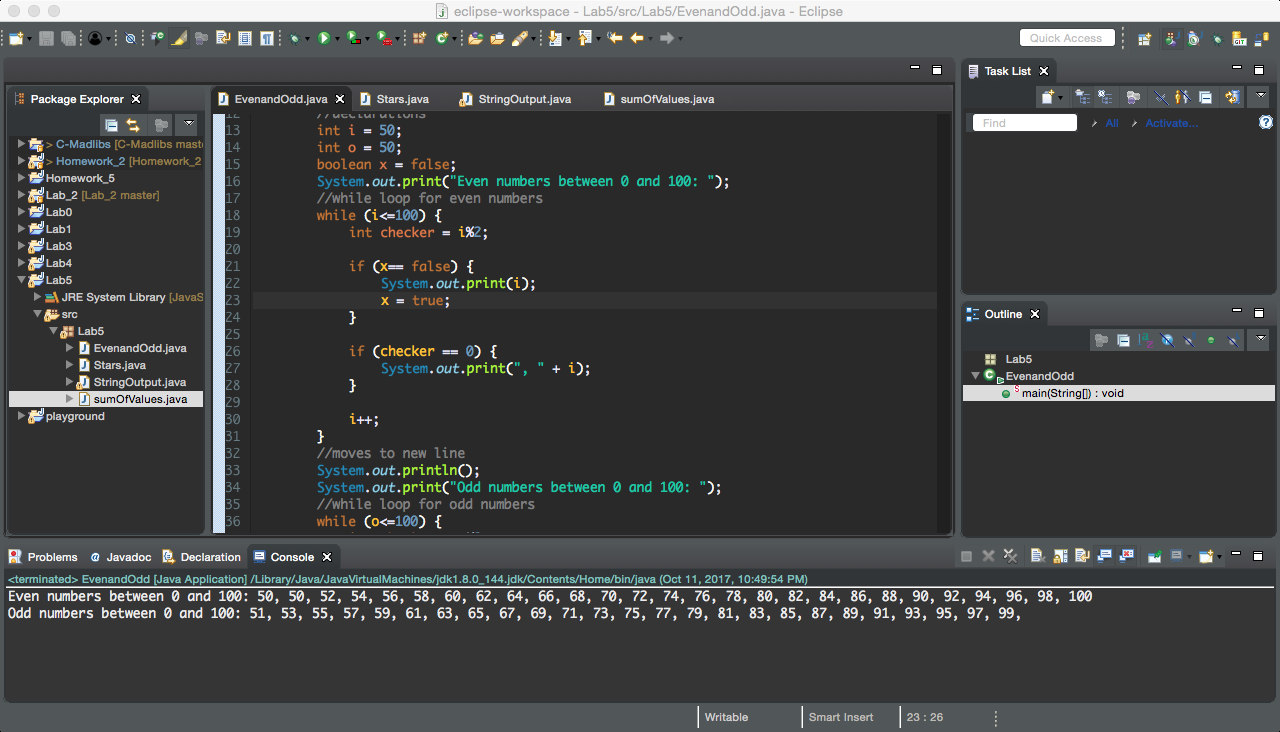 eclipse-workspace - Lab5/src/Lab5/EvenandOdd.java - Eclipse
Quick Access
Package Explorer
> C-Madlibs [C-Madlibs mast
> Homework_2 [Homework_2
Homework_5
Lab_2 [Lab_2 master]
Lab0
Lab1
Lab3
Lab4
Lab5
JRE System Library [JavaS
src
Lab5
EvenandOdd.java
Stars.java
StringOutput.java
sumOfValues.java
playground
EvenandOdd.java
Stars.java
StringOutput.java
sumOfValues.java
12 //declarations
13 int i = 50;
14 int o = 50;
15 boolean x = false;
16 System.out.print("Even numbers between 0 and 100: ");
17 //while loop for even numbers
18 while (i<=100) {
19 int checker = i%2;
20
21 if (x== false) {
22 System.out.print(i);
23 x = true;
24 }
25
26 if (checker == 0) {
27 System.out.print(", " + i);
28 }
29
30 i++;
31 }
32 //moves to new line
33 System.out.println();
34 System.out.print("Odd numbers between 0 and 100: ");
35 //while loop for odd numbers
36 while (o<=100) {
Task List
Find
All
Activate...
Outline
Lab5
EvenandOdd
main(String[]) : void
Problems
Javadoc
Declaration
Console
<terminated> EvenandOdd [Java Application] /Library/Java/JavaVirtualMachines/jdk1.8.0_144.jdk/Contents/Home/bin/java (Oct 11, 2017, 10:49:54 PM)
Even numbers between 0 and 100: 50, 50, 52, 54, 56, 58, 60, 62, 64, 66, 68, 70, 72, 74, 76, 78, 80, 82, 84, 86, 88, 90, 92, 94, 96, 98, 100
Odd numbers between 0 and 100: 51, 53, 55, 57, 59, 61, 63, 65, 67, 69, 71, 73, 75, 77, 79, 81, 83, 85, 87, 89, 91, 93, 95, 97, 99,
Writable
Smart Insert
23 : 26